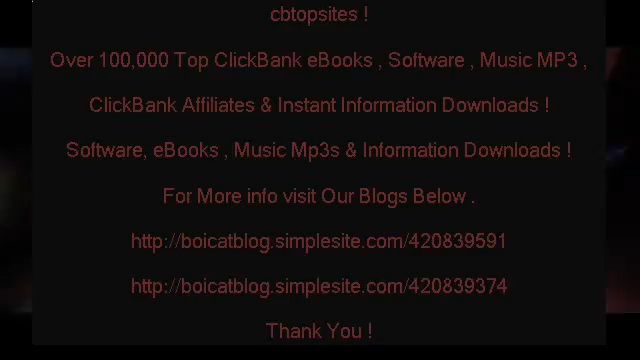 cbtopsites !
Over 100,000 Top ClickBank eBooks , Software , Music MP3 ,
ClickBank Affiliates & Instant Information Downloads !
Software, eBooks , Music Mp3s & Information Downloads !
For More info visit Our Blogs Below .
http://boicatblog.simplesite.com/420839591
http://boicatblog.simplesite.com/420839374
Thank You !